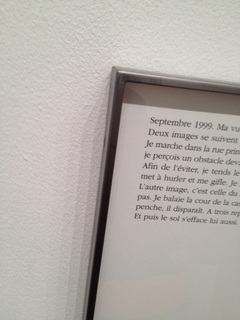 Septembre 1999. Ma vu
Deux images se suivent
Je marche dans la rue prin
je perçois un obstacle dev
Afin de l'éviter, je tends le
met à hurler et me gifle. Je
L'autre image, c'est celle du
pas. Je balaie la cour de la ca
penche, il disparaît. A trois rep
Et puis le sol s'efface lui aussi.